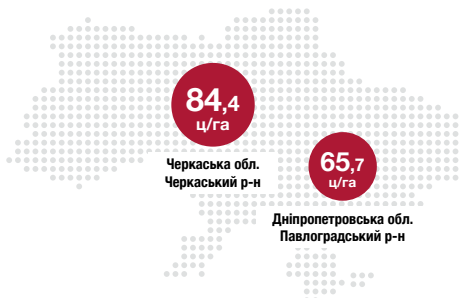 84,4
ц/га
Черкаська обл.
Черкаський р-н
65,7
ц/га
Дніпропетровська обл.
Павлоградський р-н